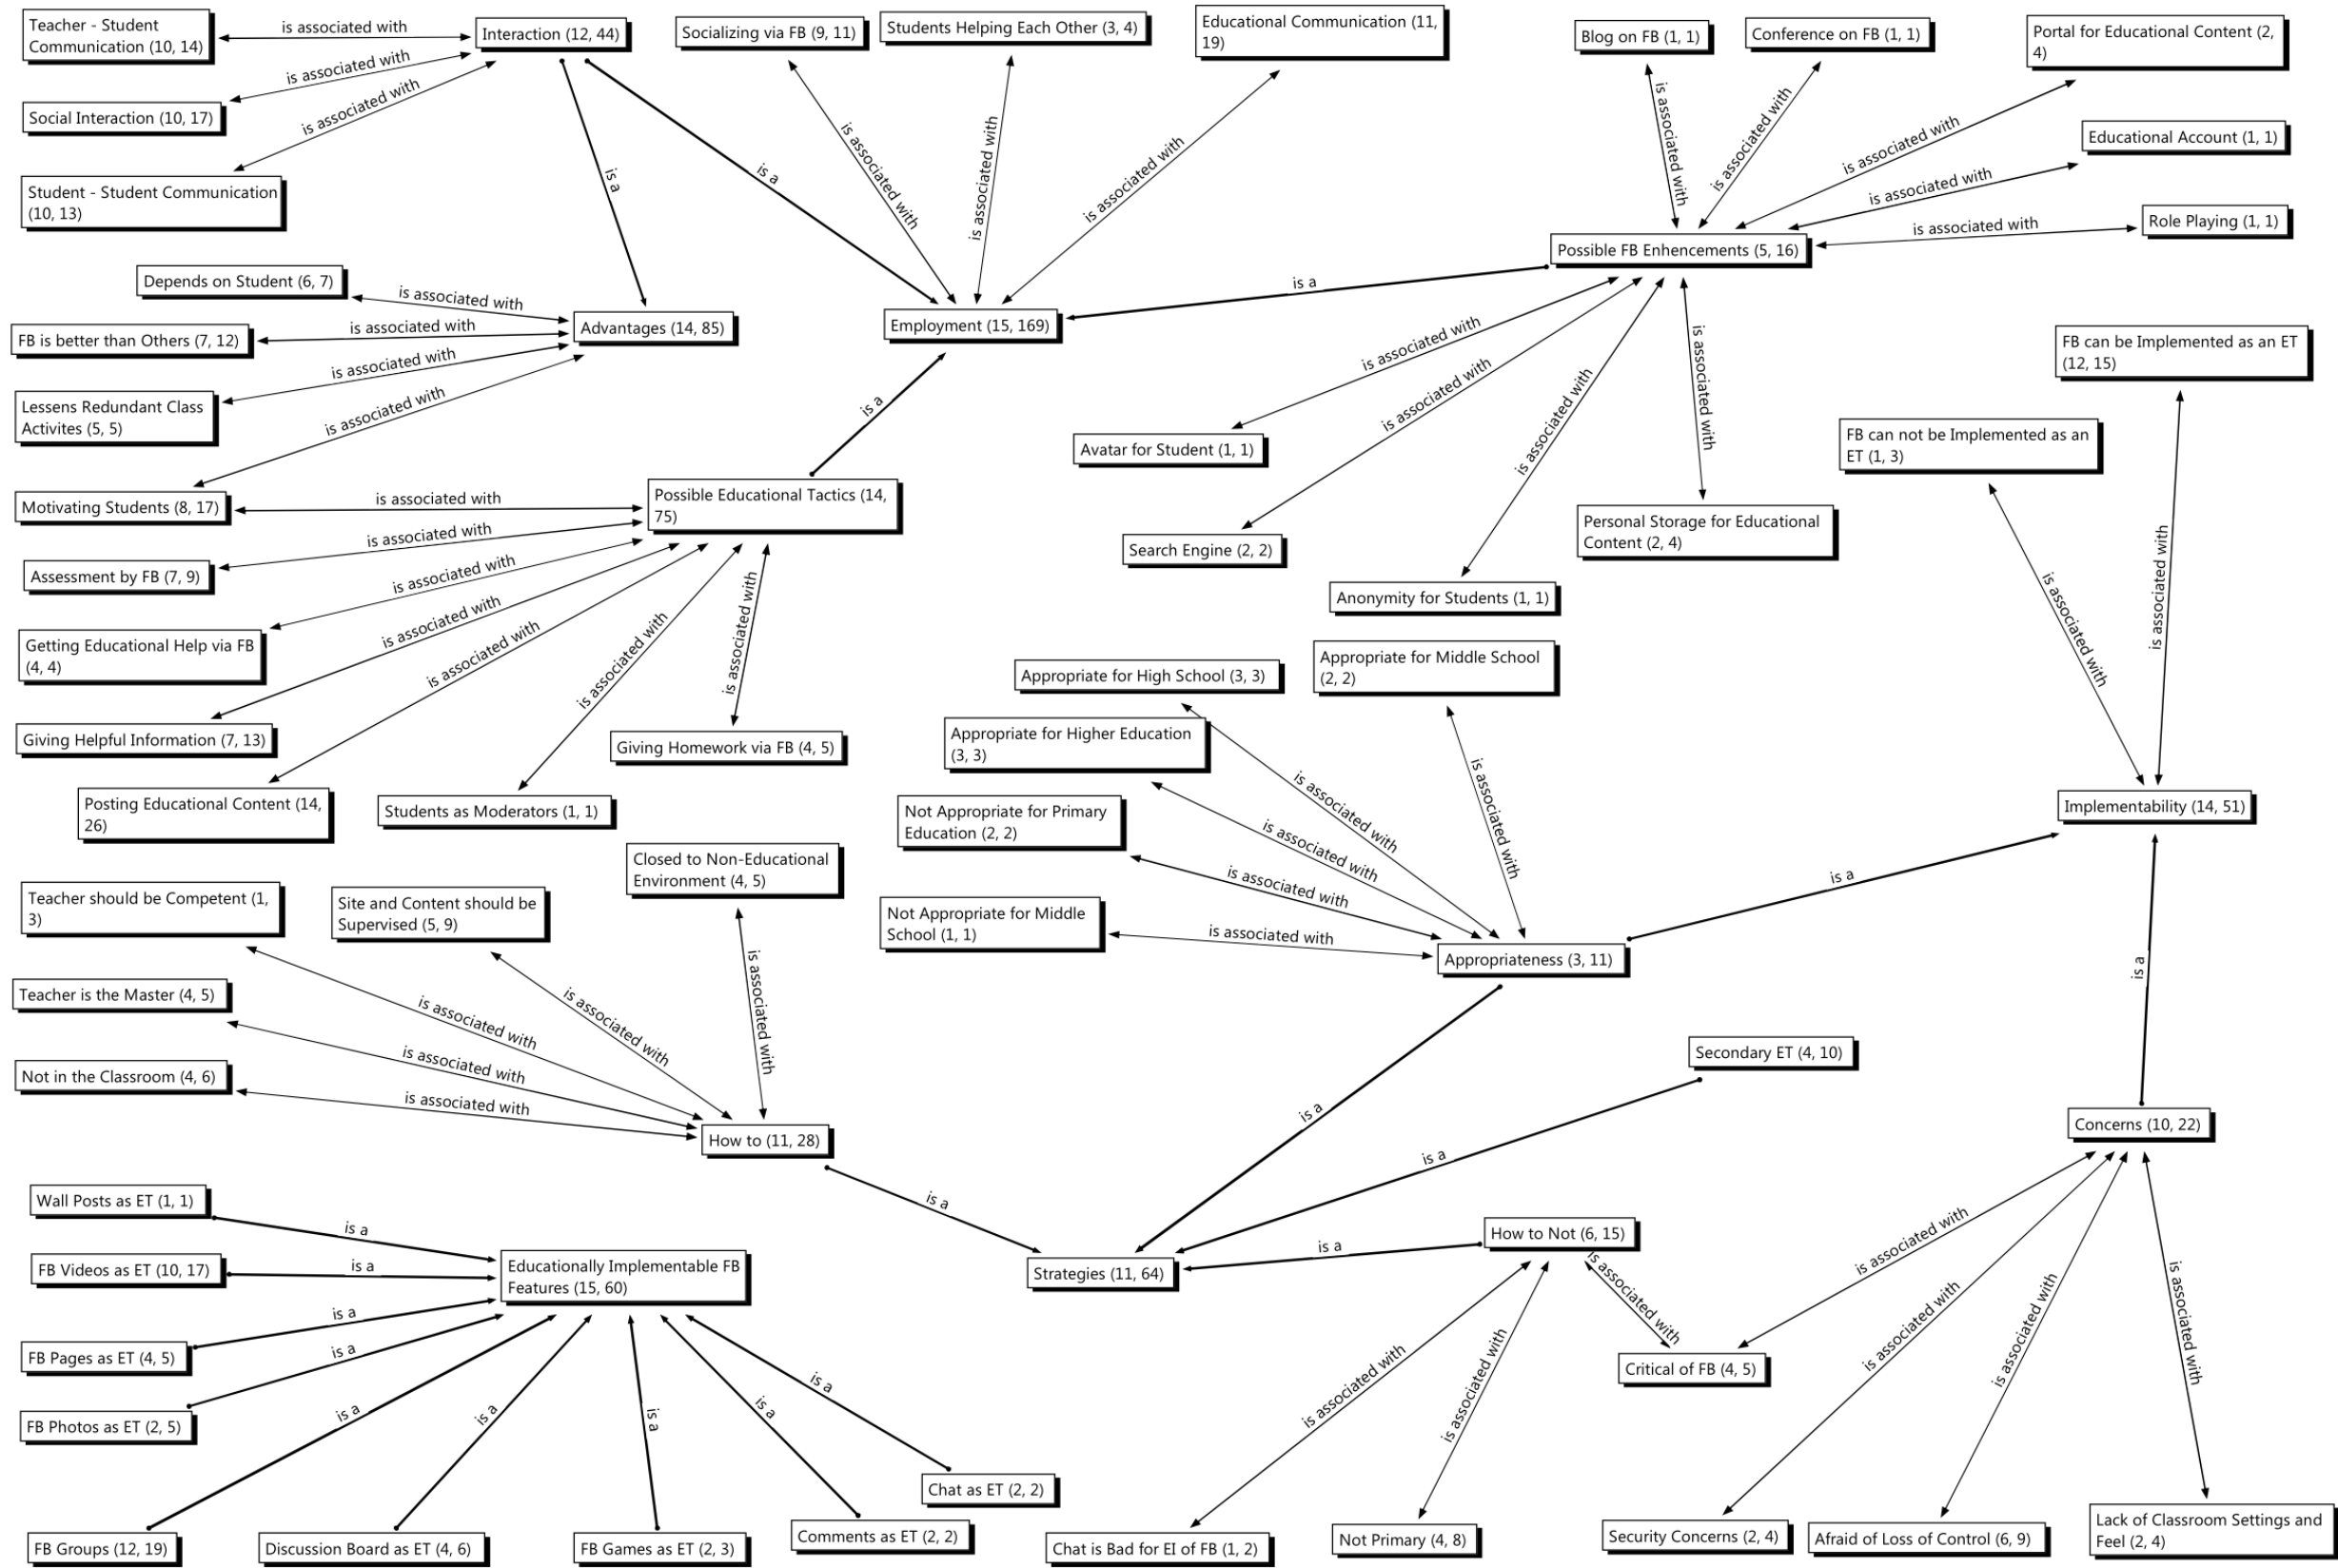 Teacher - Student
Communication (10, 14)
is associated with
Interaction (12, 44)
Socializing via FB (9, 11)
Students Helping Each Other (3, 4)
Educational Communication (11,
19)
Blog on FB (1, 1)
Conference on FB (1, 1)
Portal for Educational Content (2,
4)
is associated with
Social Interaction (10, 17)
is associated with
Student - Student Communication
(10, 13)
is a
is a
is associated with
is associated with
is associated with
is associated with
is associated with
is associated with
Educational Account (1, 1)
is associated with
Role Playing (1, 1)
is associated with
Possible FB Enhencements (5, 16)
is a
Depends on Student (6, 7)
is associated with
FB is better than Others (7, 12)
is associated with
Advantages (14, 85)
Employment (15, 169)
is associated with
Lessens Redundant Class
Activites (5, 5)
is associated with
is a
is associated with
is associated with
is associated with
is associated with
FB can be Implemented as an ET
(12, 15)
FB can not be Implemented as an
ET (1, 3)
Avatar for Student (1, 1)
Motivating Students (8, 17)
is associated with
Possible Educational Tactics (14,
75)
Search Engine (2, 2)
Personal Storage for Educational
Content (2, 4)
Anonymity for Students (1, 1)
is associated with
Assessment by FB (7, 9)
is associated with
Getting Educational Help via FB
(4, 4)
is associated with
is associated with
is associated with
is associated with
is associated with
is associated with
Giving Helpful Information (7, 13)
Giving Homework via FB (4, 5)
Posting Educational Content (14,
26)
Students as Moderators (1, 1)
Appropriate for High School (3, 3)
Appropriate for Middle School
(2, 2)
Appropriate for Higher Education
(3, 3)
Not Appropriate for Primary
Education (2, 2)
Not Appropriate for Middle
School (1, 1)
is associated with
is associated with
is associated with
is associated with
is associated with
Implementability (14, 51)
is a
Appropriateness (3, 11)
Teacher should be Competent (1,
3)
Site and Content should be
Supervised (5, 9)
Closed to Non-Educational
Environment (4, 5)
Teacher is the Master (4, 5)
Not in the Classroom (4, 6)
is associated with
is associated with
is associated with
is associated with
is associated with
How to (11, 28)
is a
is a
Secondary ET (4, 10)
is a
is a
Concerns (10, 22)
Wall Posts as ET (1, 1)
is a
FB Videos as ET (10, 17)
is a
Educationally Implementable FB
Features (15, 60)
Strategies (11, 64)
is a
How to Not (6, 15)
is associated with
is associated with
is associated with
is associated with
is associated with
is associated with
is associated with
Critical of FB (4, 5)
FB Pages as ET (4, 5)
is a
FB Photos as ET (2, 5)
is a
is a
is a
is a
is a
is a
Chat as ET (2, 2)
FB Groups (12, 19)
Discussion Board as ET (4, 6)
FB Games as ET (2, 3)
Comments as ET (2, 2)
Chat is Bad for EI of FB (1, 2)
Not Primary (4, 8)
Security Concerns (2, 4)
Afraid of Loss of Control (6, 9)
Lack of Classroom Settings and
Feel (2, 4)